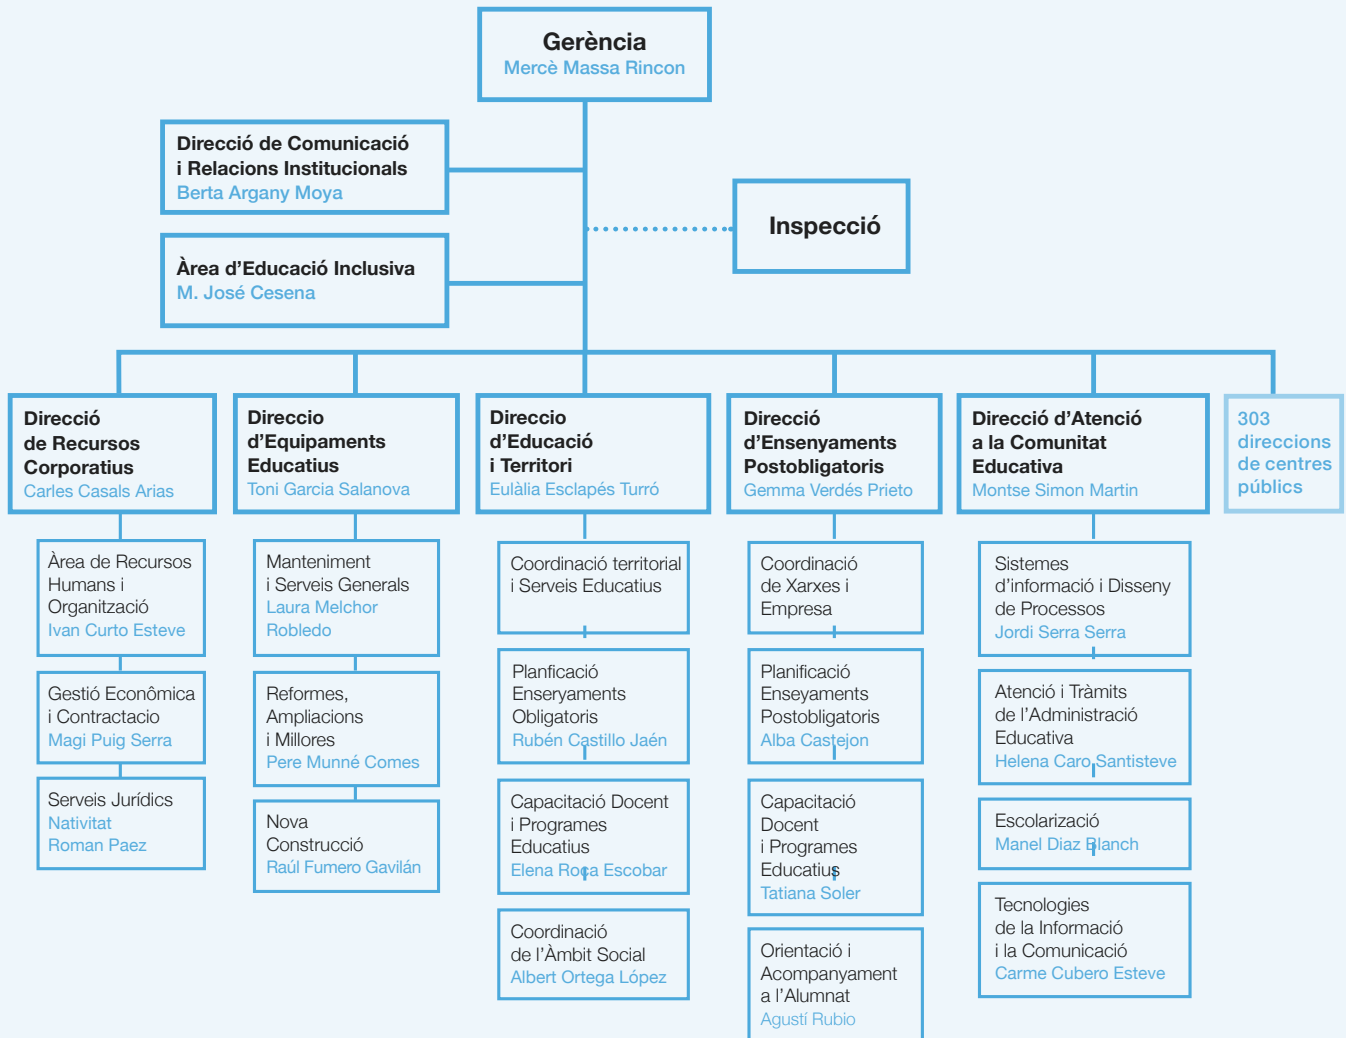 Gerència
Mercè Massa Rincon
Direcció de Comunicació
i Relacions Institucionals
Berta Argany Moya
Inspecció
Àrea d'Educació Inclusiva
M. José Cesena
Direcció
de Recursos
Corporatius
Carles Casals Arias
Direccio
d'Equipaments
Educatius
Toni Garcia Salanova
Direccio
d'Educació
i Territori
Eulàlia Esclapés Turró
Direcció
d'Ensenyaments
Postobligatoris
Gemma Verdés Prieto
Direcció d'Atenció
a la Comunitat
Educativa
Montse Simon Martin
303
direccions
de centres
públics
Àrea de Recursos
Humans i
Organització
Ivan Curto Esteve
Gestió Econômica
i Contractacio
Magi Puig Serra
Serveis Jurídics
Nativitat
Roman Paez
Manteniment
i Serveis Generals
Laura Melchor
Robledo
Reformes,
Ampliacions
i Millores
Pere Munné Comes
Nova
Construcció
Raúl Fumero Gavilán
Coordinació territorial
i Serveis Educatius
Planficació
Enseryaments
Obligatoris
Rubén Castillo Jaén
Capacitació Docent
i Programes
Educatius
Elena Roca Escobar
Coordinació
de l'Àmbit Social
Albert Ortega López
Coordinació
de Xarxes i
Empresa
Planificació
Enseyaments
Postobligatoris
Alba Castejon
Capacitació
Docent
i Programes
Educatius
Tatiana Soler
Orientació i
Acompanyament
a l'Alumnat
Agustí Rubio
Sistemes
d'informació i Disseny
de Processos
Jordi Serra Serra
Atenció i Tràmits
de l'Administració
Educativa
Helena Caro Santisteve
Escolarizació
Manel Diaz Blanch
Tecnologies
de la Informació
i la Comunicació
Carme Cubero Esteve